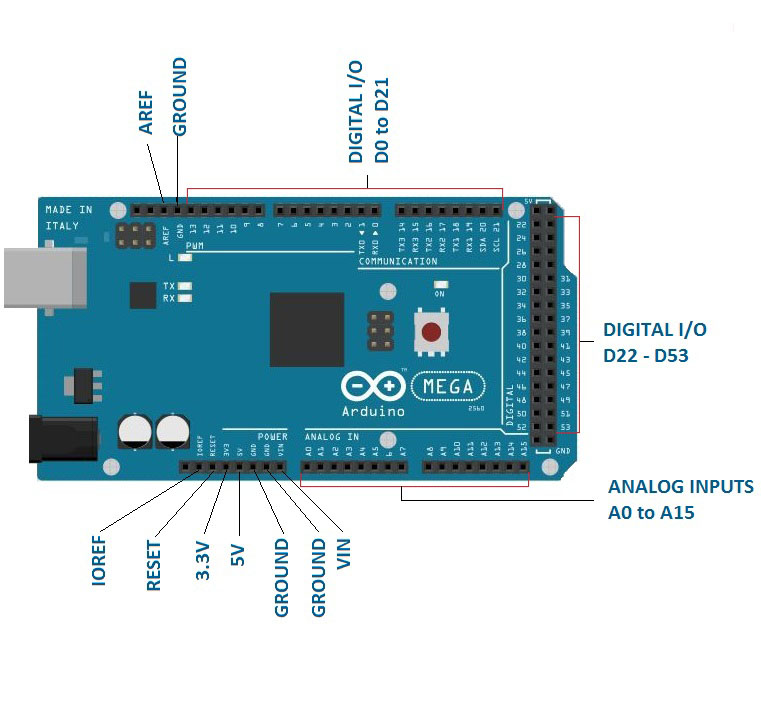 AREF
GROUND
DIGITAL I/O
D0 to D21
MADE IN
ITALY
AREF
GND
13
12
11
10
9
8
7
6
5
4
3
2
TX0 ◄ 1
RX0 ► 0
TX3 14
RX3 15
TX2 16
RX2 17
TX1 18
RX1 19
SDA 20
SCL 21
PWM
COMMUNICATION
L
TX
RX
ON
5V
22
24
26
28
30 31
32 33
34 35
36 37
38 39
40 41
42 43
44 45
46 47
48 49
50 51
52 53
GND
DIGITAL
DIGITAL I/O
D22 - D53
MEGA
TM
2560
Arduino
POWER
ANALOG IN
IOREF
RESET
3V3
5V
GND
GND
VIN
A0
A1
A2
A3
A4
A5
6
A7
A8
A9
A10
A11
A12
A13
A14
A15
ANALOG INPUTS
A0 to A15
IOREF
RESET
3.3V
5V
GROUND
GROUND
VIN